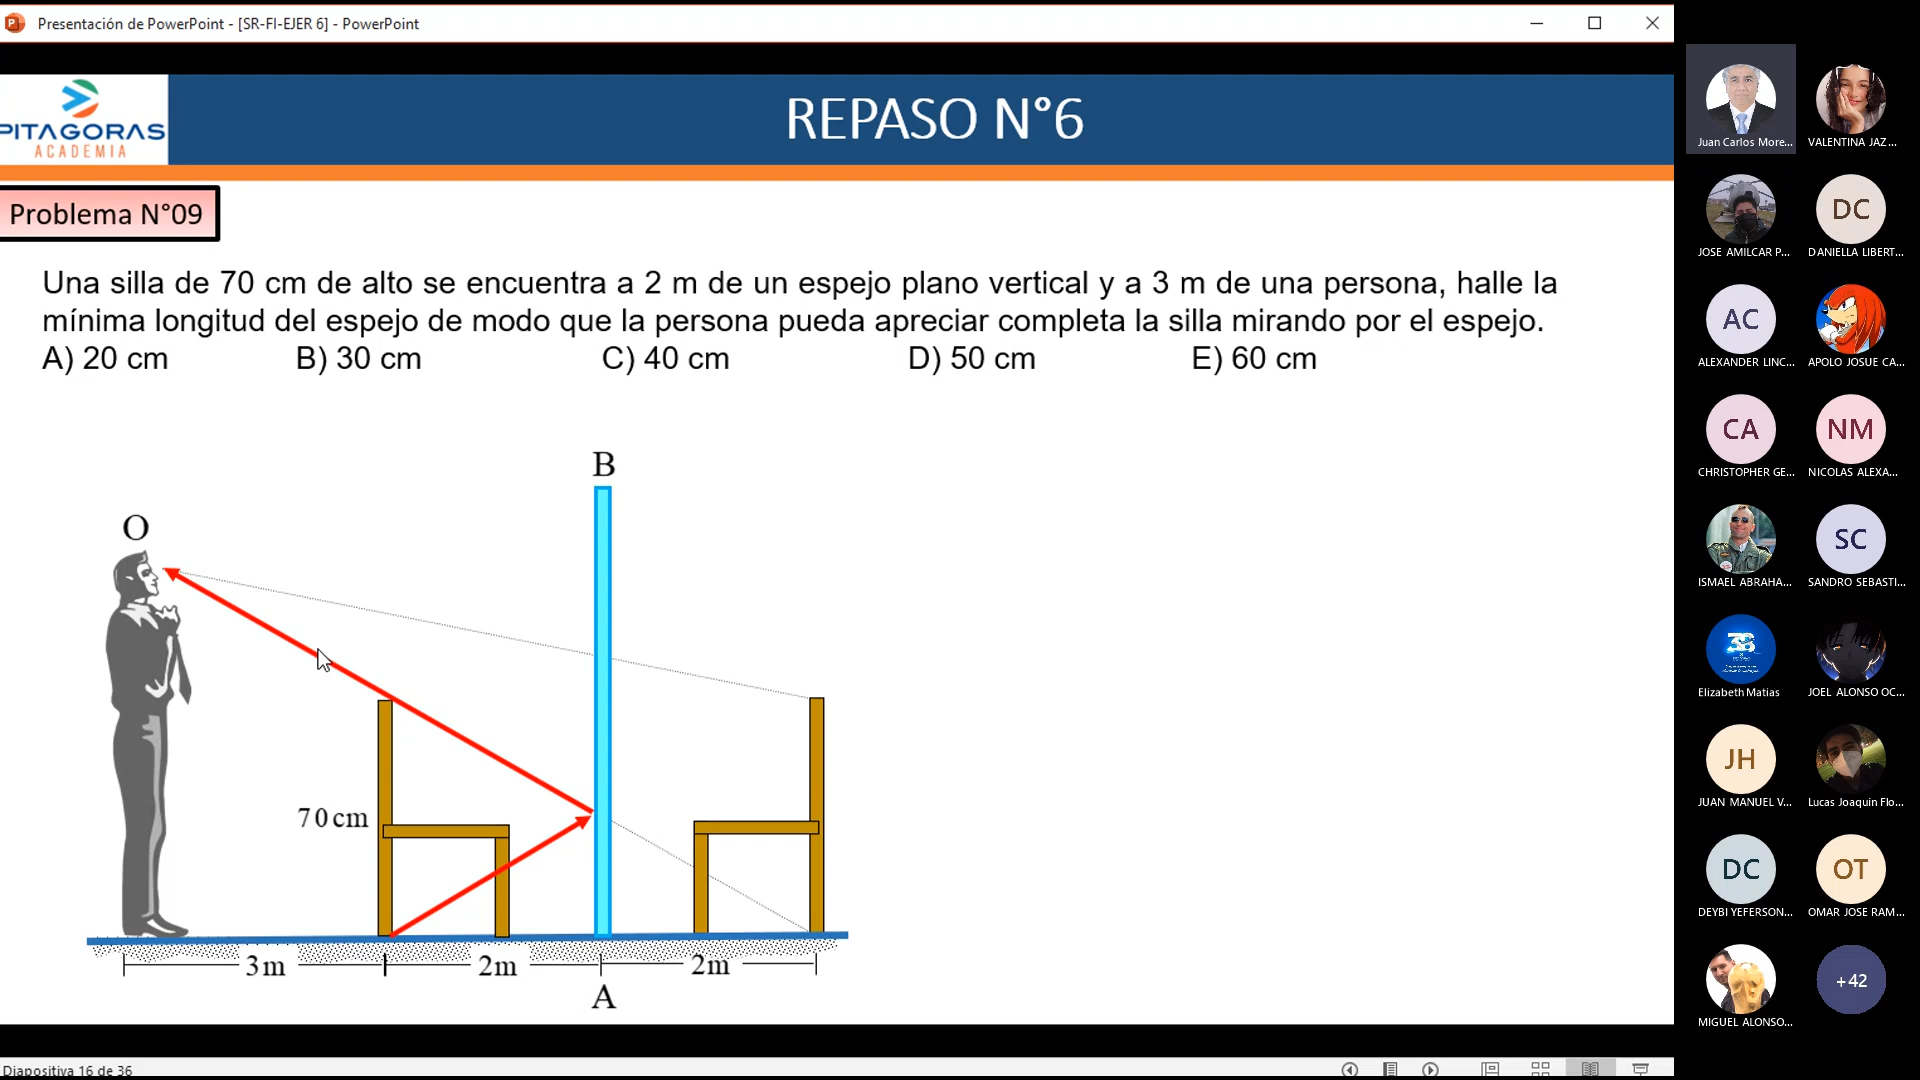 Presentación de PowerPoint - [SR-FI-EJER 6] - PowerPoint
PITAGORAS
ACADEMIA
REPASO N°6
Problema N°09
Una silla de 70 cm de alto se encuentra a 2 m de un espejo plano vertical y a 3 m de una persona, halle la
mínima longitud del espejo de modo que la persona pueda apreciar completa la silla mirando por el espejo.
A) 20 cm B) 30 cm C) 40 cm D) 50 cm E) 60 cm
B
O
70 cm
3m 2m 2m
A
Diapositiva 16 de 36
Juan Carlos More...
VALENTINA JAZ...
JOSE AMILCAR P...
DC
DANIELLA LIBERT...
AC
ALEXANDER LINC...
APOLO JOSUE CA...
CA
CHRISTOPHER GE...
NM
NICOLAS ALEXA...
ISMAEL ABRAHA...
SC
SANDRO SEBASTI...
Elizabeth Matias
JOEL ALONSO OC...
JH
JUAN MANUEL V...
Lucas Joaquin Flo...
DC
DEYBI YEFERSON...
OT
OMAR JOSE RAM...
MIGUEL ALONSO...
+42